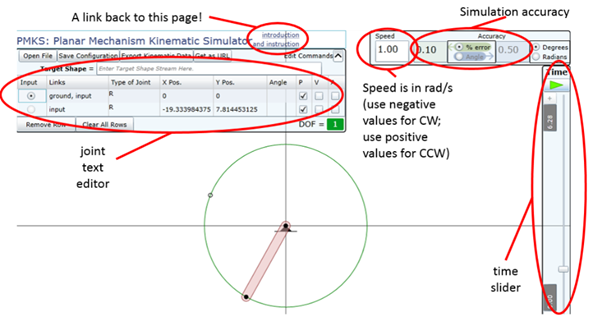 Simulation accuracy
A link back to this page!
introduction
and instruction
PMKS: Planar Mechanism Kinematic Simulator
Open File Save Configuration Export Kinematic Data Get as URL Edit Commands
Target Shape = Enter Target Shape Stream Here.
Input Links Type of Joint X Pos. Y Pos. Angle P V
ground, input R 0 0
input R -19.333984375 7.814453125
Remove Row Clear All Rows DOF = 1
Speed Accuracy
1.00 0.10 % error 0.50 Degrees
Angle Radians
Time
6.28
Speed is in rad/s
(use negative
values for CW;
use positive
values for CCW)
joint
text
editor
time
slider